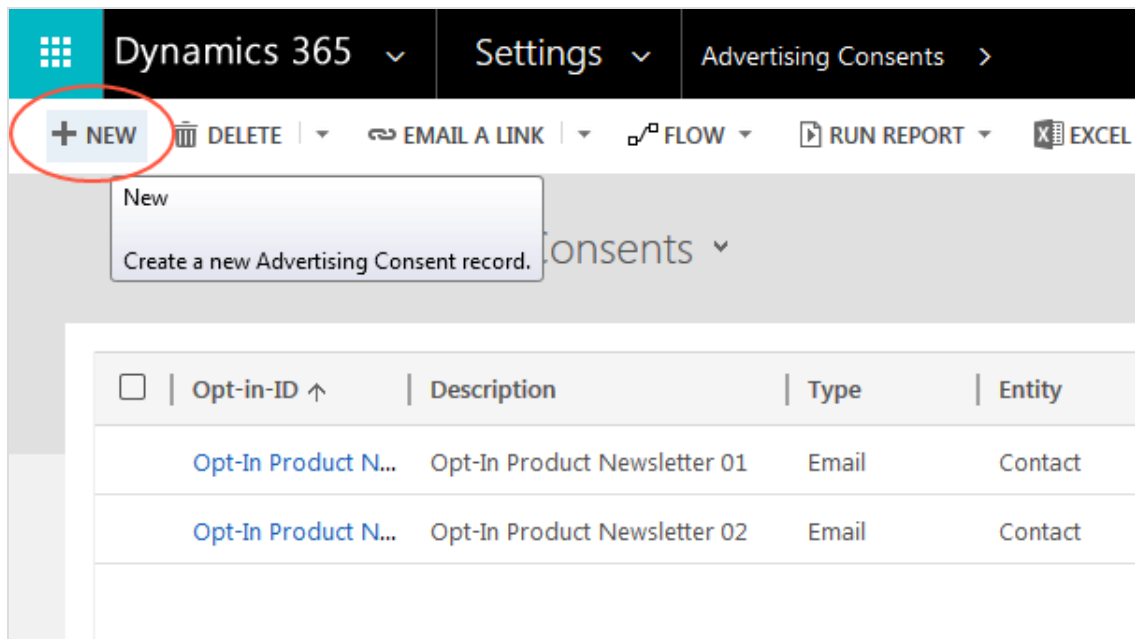 Dynamics 365 Settings Advertising Consents
NEW DELETE EMAIL A LINK FLOW RUN REPORT EXCEL
New
Create a new Advertising Consent record.
onsents
Opt-in-ID Description Type Entity
Opt-In Product N... Opt-In Product Newsletter 01 Email Contact
Opt-In Product N... Opt-In Product Newsletter 02 Email Contact